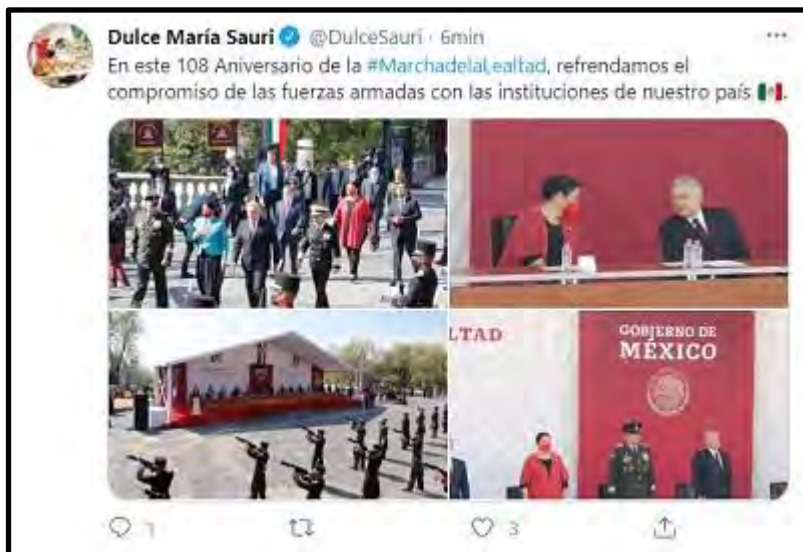 Dulce María Sauri @DulceSauri · 6min
En este 108 Aniversario de la #MarchadelaLealtad, refrendamos el
compromiso de las fuerzas armadas con las instituciones de nuestro país
LTAD
GOBIERNO DE
MÉXICO
1
3